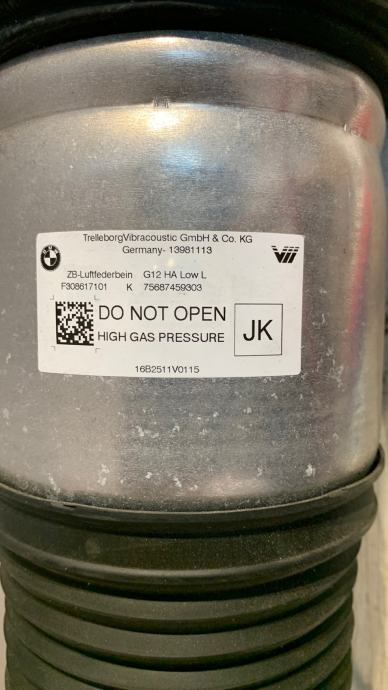 TrelleborgVibracoustic GmbH & Co. KG
Germany- 13981113
ZB-Luftfederbein G12 HA Low L
F308617101 K 75687459303
DO NOT OPEN
HIGH GAS PRESSURE
JK
16B2511V0115